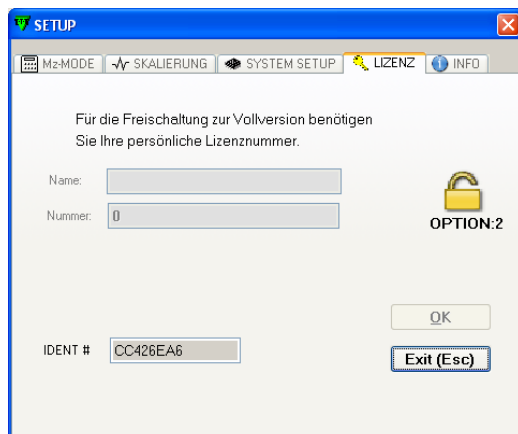 SETUP
Mz-MODE SKALIERUNG SYSTEM SETUP LIZENZ INFO
Für die Freischaltung zur Vollversion benötigen
Sie Ihre persönliche Lizenznummer.
Name:
Nummer: 0
OPTION:2
OK
IDENT # CC426EA6
Exit (Esc)